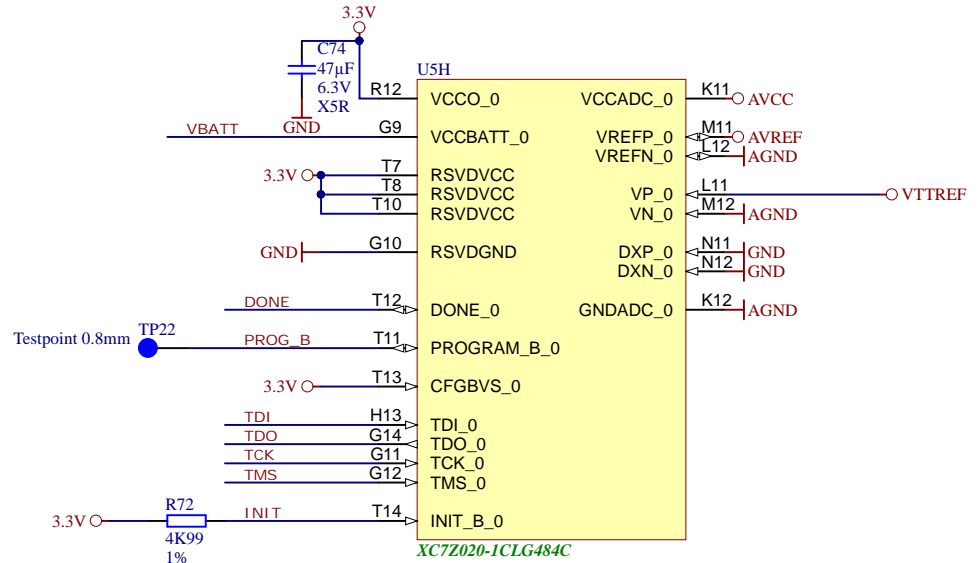 3.3V
C74
47µF
6.3V
X5R
GND
U5H
R12 VCCO_0 VCCADC_0 K11 AVCC
VBATT G9 VCCBATT_0 VREFP_0 M11 AVREF
VREFN_0 L12 AGND
3.3V T7 RSVDVCC
T8 RSVDVCC VP_0 L11 VTTREF
T10 RSVDVCC VN_0 M12 AGND
GND G10 RSVDGND DXP_0 N11 GND
DXN_0 N12 GND
DONE T12 DONE_0 GNDADC_0 K12 AGND
Testpoint 0.8mm TP22 PROG_B T11 PROGRAM_B_0
3.3V T13 CFGBVS_0
TDI H13 TDI_0
TDO G14 TDO_0
TCK G11 TCK_0
TMS G12 TMS_0
R72
3.3V INIT T14 INIT_B_0
4K99
1%
XC7Z020-1CLG484C